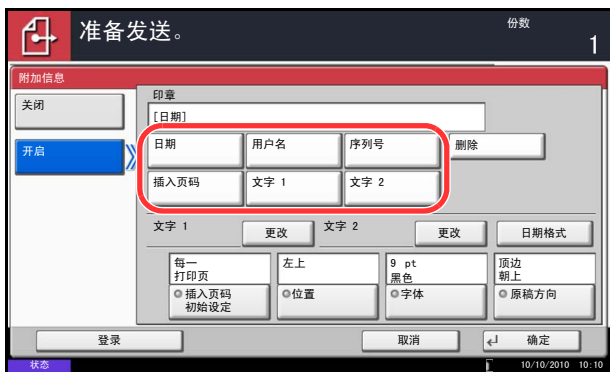 准备发送。
份数
1
附加信息
关闭
开启
印章
[日期]
日期
用户名
序列号
删除
插入页码
文字 1
文字 2
文字 1
更改
文字 2
更改
日期格式
每一
打印页
左上
9 pt
黑色
顶边
朝上
插入页码
初始设定
位置
字体
原稿方向
登录
取消
确定
状态
10/10/2010 10:10